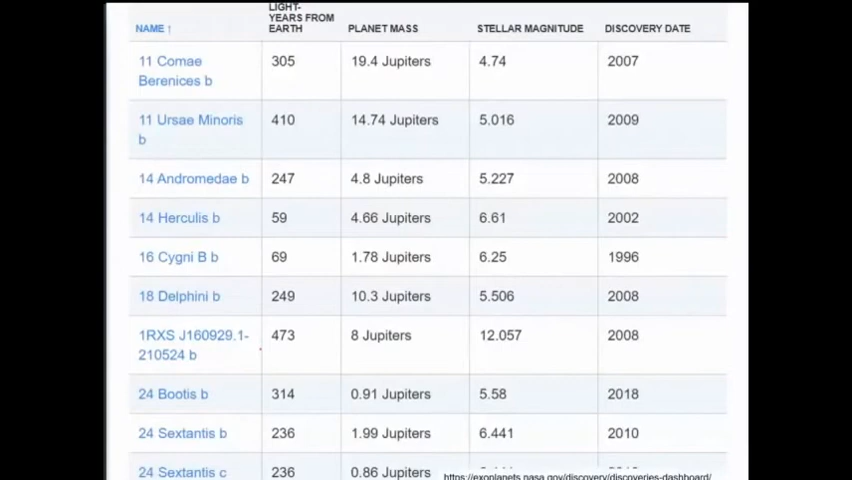 LIGHT-
YEARS FROM
NAME ↑ EARTH PLANET MASS STELLAR MAGNITUDE DISCOVERY DATE
11 Comae 305 19.4 Jupiters 4.74 2007
Berenices b
11 Ursae Minoris 410 14.74 Jupiters 5.016 2009
b
14 Andromedae b 247 4.8 Jupiters 5.227 2008
14 Herculis b 59 4.66 Jupiters 6.61 2002
16 Cygni B b 69 1.78 Jupiters 6.25 1996
18 Delphini b 249 10.3 Jupiters 5.506 2008
1RXS J160929.1- 473 8 Jupiters 12.057 2008
210524 b
24 Bootis b 314 0.91 Jupiters 5.58 2018
24 Sextantis b 236 1.99 Jupiters 6.441 2010
24 Sextantis c 236 0.86 Jupiters
https://exoplanets.nasa.gov/discovery/discoveries-dashboard/